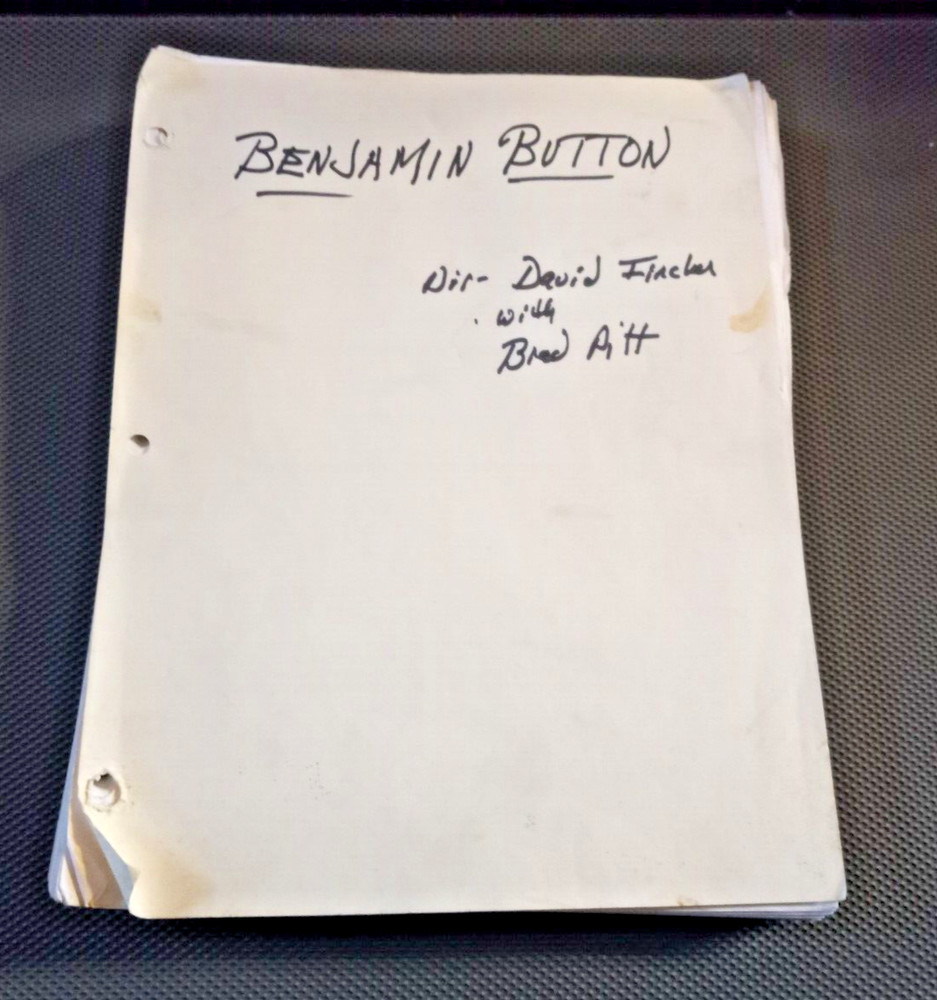 BENJAMIN BUTTON
Dir- David Fincher
with
Brad Pitt